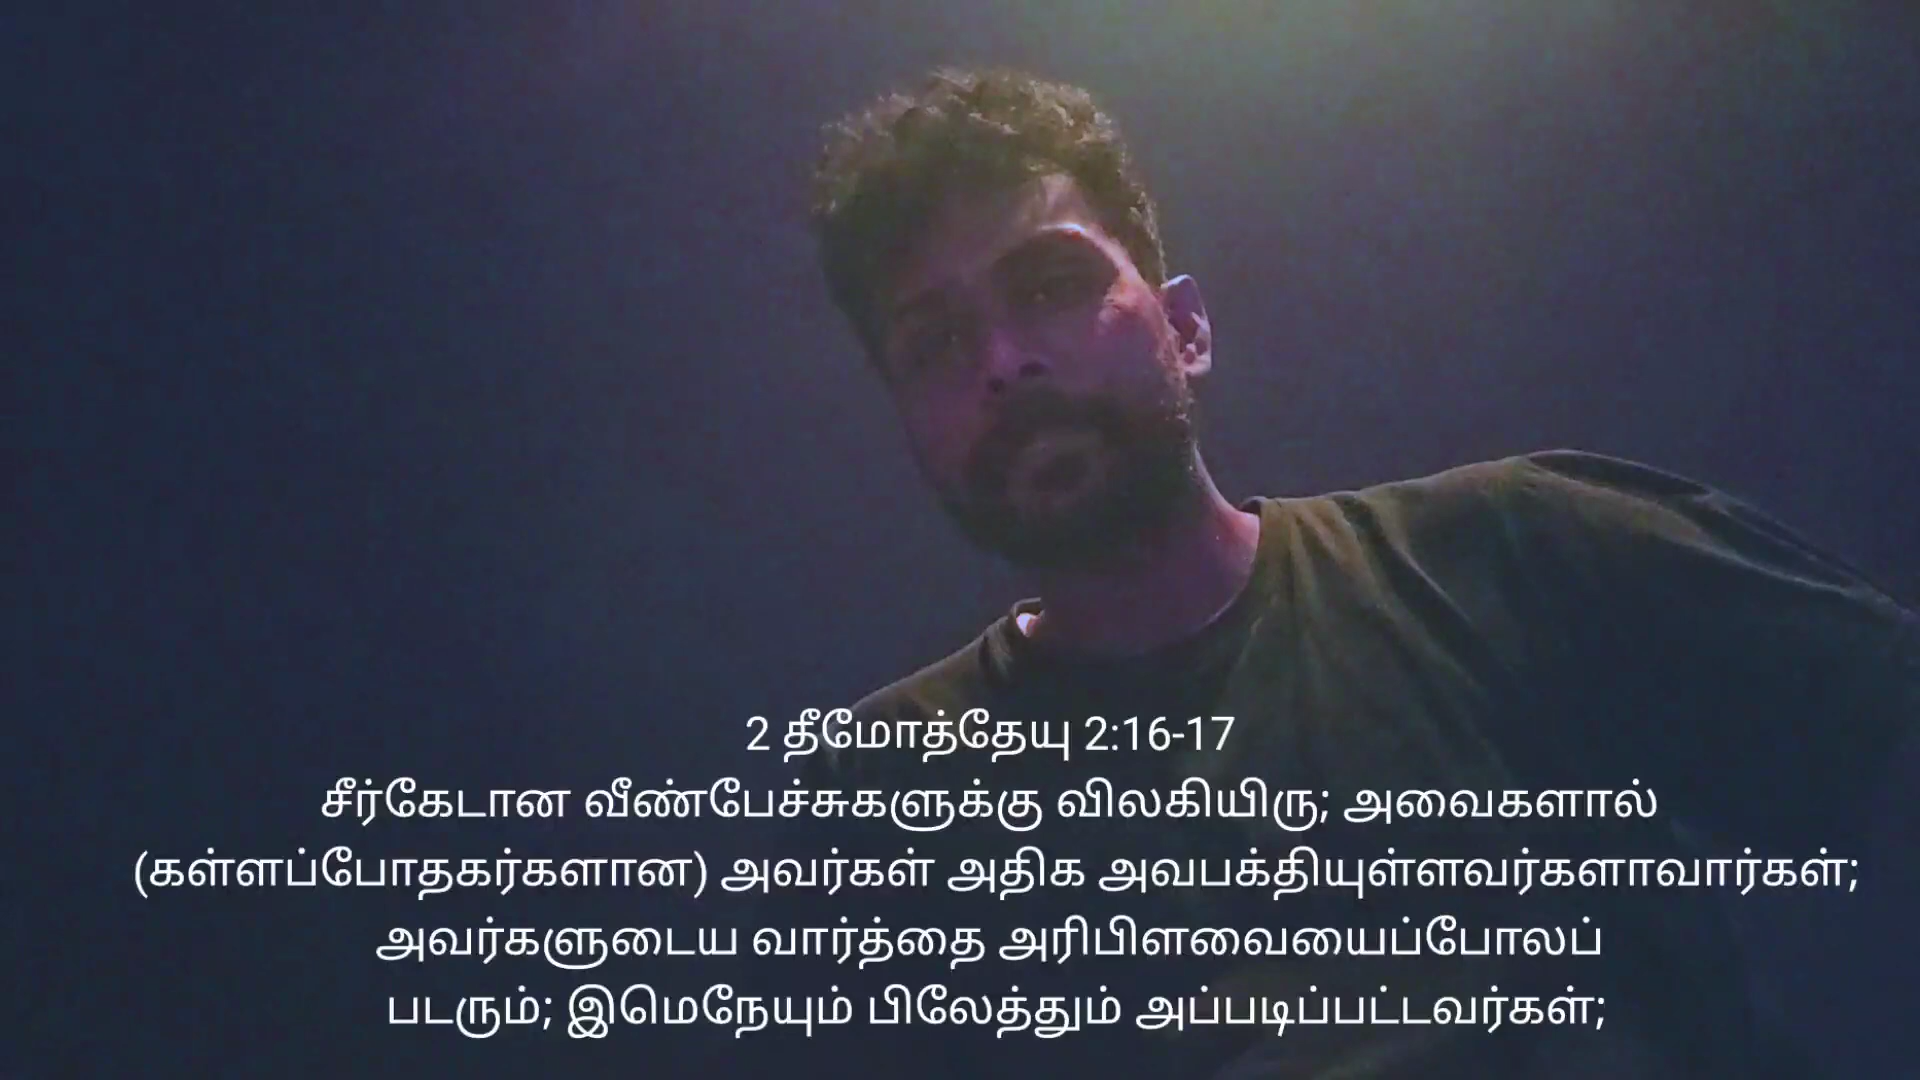 2 தீமோத்தேயு 2:16-17
சீர்கேடான வீண்பேச்சுகளுக்கு விலகியிரு; அவைகளால்
(கள்ளப்போதகர்களான) அவர்கள் அதிக அவபக்தியுள்ளவர்களாவார்கள்;
அவர்களுடைய வார்த்தை அரிபிளவையைப்போலப்
படரும்; இமெநேயும் பிலேத்தும் அப்படிப்பட்டவர்கள்;